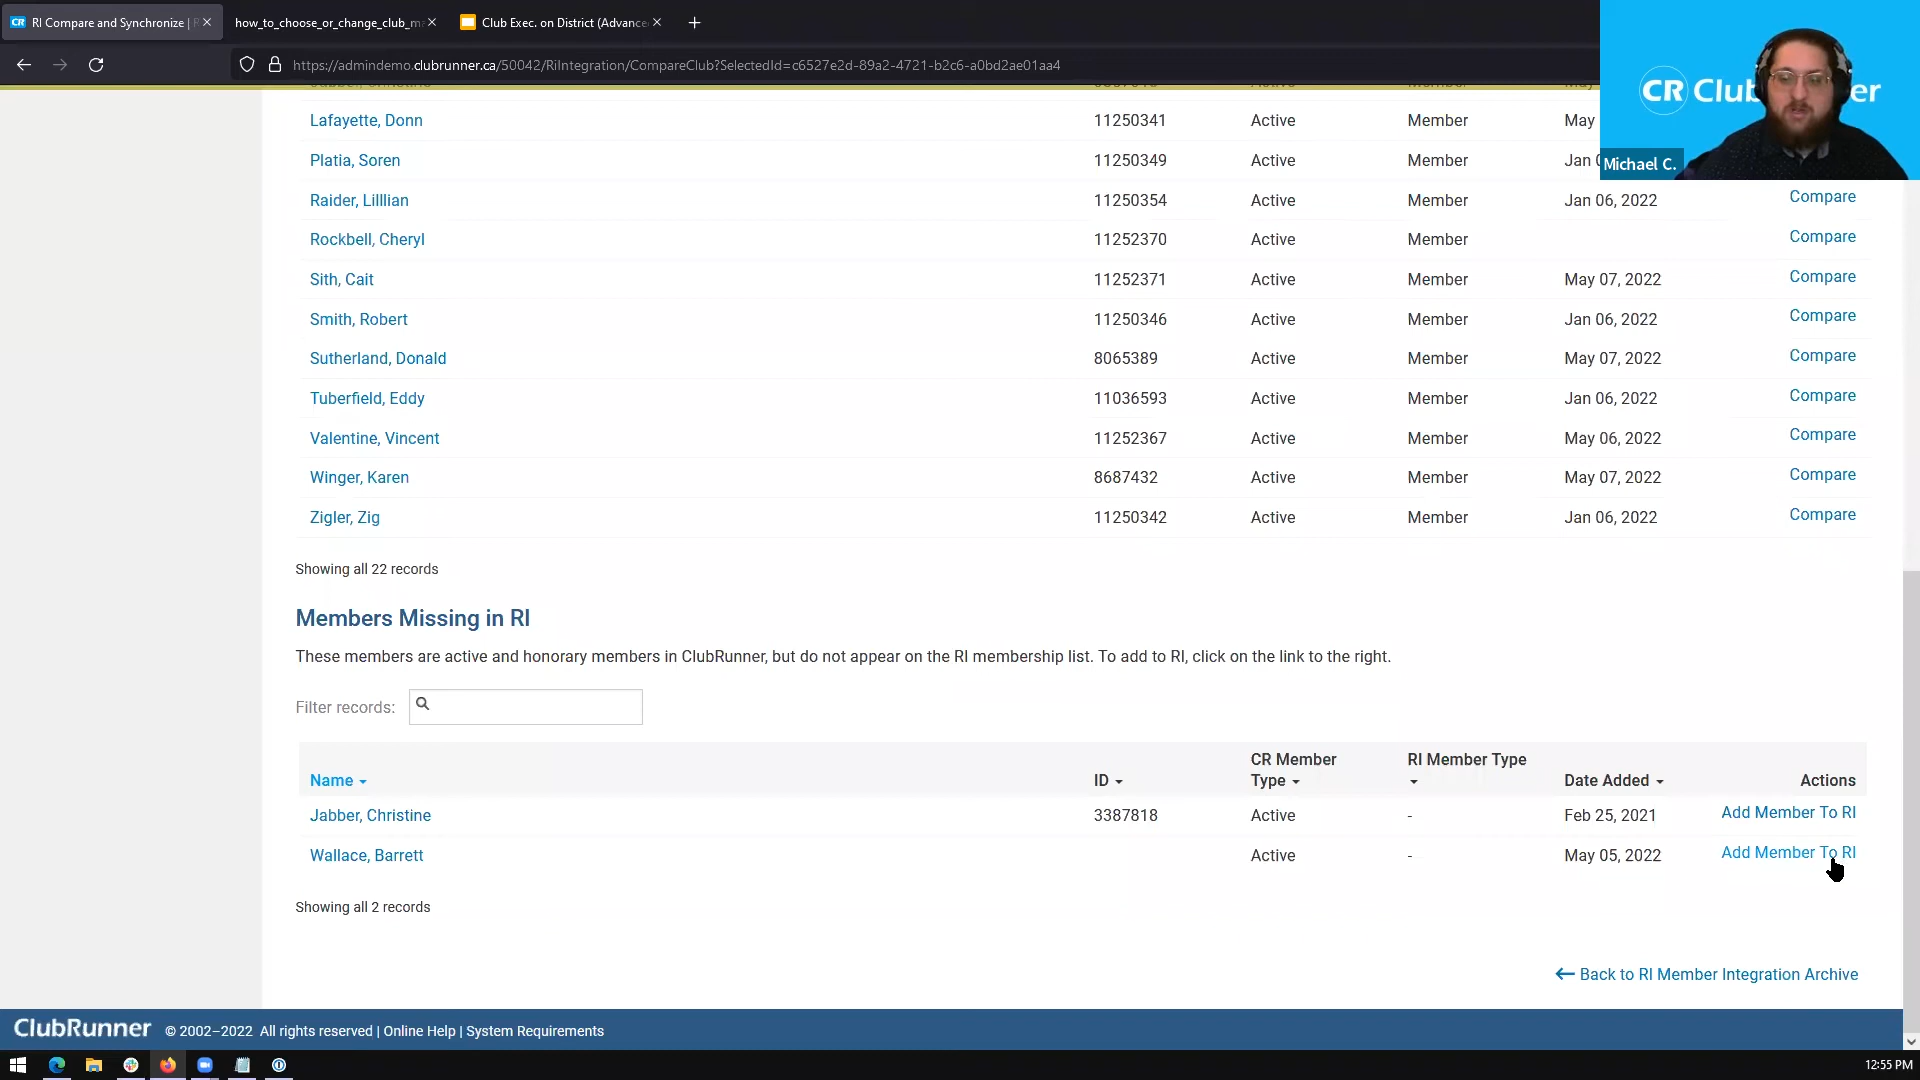 RI Compare and Synchronize |
how_to_choose_or_change_club_m
Club Exec. on District (Advance
https://admindemo.clubrunner.ca/50042/RiIntegration/CompareClub?SelectedId=c6527e2d-89a2-4721-b2c6-a0bd2ae01aa4
CR Clu er
Michael C.
Lafayette, Donn 11250341 Active Member May
Platia, Soren 11250349 Active Member Jan
Raider, Lilllian 11250354 Active Member Jan 06, 2022 Compare
Rockbell, Cheryl 11252370 Active Member Compare
Sith, Cait 11252371 Active Member May 07, 2022 Compare
Smith, Robert 11250346 Active Member Jan 06, 2022 Compare
Sutherland, Donald 8065389 Active Member May 07, 2022 Compare
Tuberfield, Eddy 11036593 Active Member Jan 06, 2022 Compare
Valentine, Vincent 11252367 Active Member May 06, 2022 Compare
Winger, Karen 8687432 Active Member May 07, 2022 Compare
Zigler, Zig 11250342 Active Member Jan 06, 2022 Compare
Showing all 22 records
Members Missing in RI
These members are active and honorary members in ClubRunner, but do not appear on the RI membership list. To add to RI, click on the link to the right.
Filter records:
Name ID CR Member Type RI Member Type Date Added Actions
Jabber, Christine 3387818 Active - Feb 25, 2021 Add Member To RI
Wallace, Barrett Active - May 05, 2022 Add Member To RI
Showing all 2 records
← Back to RI Member Integration Archive
ClubRunner © 2002–2022 All rights reserved | Online Help | System Requirements
12:55 PM